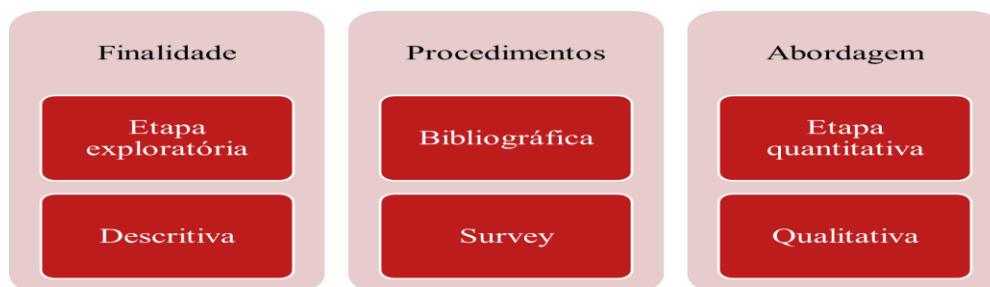 Finalidade
Etapa
exploratória
Descritiva
Procedimentos
Bibliográfica
Survey
Abordagem
Etapa
quantitativa
Qualitativa